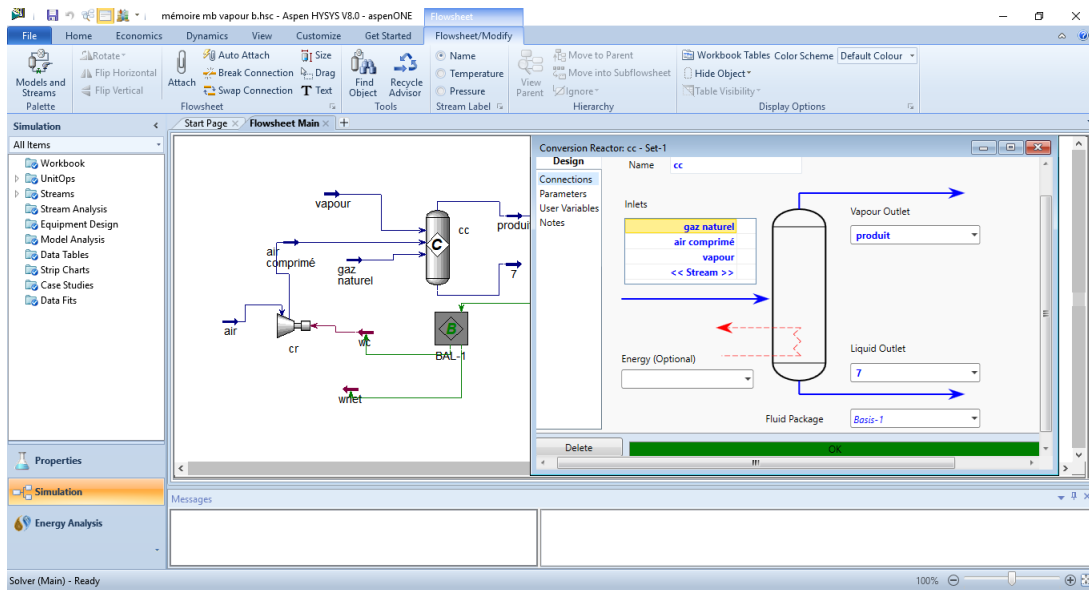 mémoire mb vapour b.hsc - Aspen HYSYS V8.0 - aspenONE
Flowsheet
File Home Economics Dynamics View Customize Get Started Flowsheet/Modify
Models and Streams
Rotate
Flip Horizontal
Flip Vertical
Palette
Attach
Auto Attach
Break Connection
Swap Connection
Size
Drag
Text
Flowsheet
Find Object
Recycle Advisor
Tools
Name
Temperature
Pressure
Stream Label
View Parent
Move to Parent
Move into Subflowsheet
Ignore
Hierarchy
Workbook Tables Color Scheme Default Colour
Hide Object
Table Visibility
Display Options
Simulation
All Items
Workbook
UnitOps
Streams
Stream Analysis
Equipment Design
Model Analysis
Data Tables
Strip Charts
Case Studies
Data Fits
Properties
Simulation
Energy Analysis
Start Page Flowsheet Main
vapour
cc
produit
C
air comprimé
gaz naturel
7
air
cr
wc
B
BAL-1
wnet
Conversion Reactor: cc - Set-1
Design
Connections
Parameters
User Variables
Notes
Name cc
Inlets
gaz naturel
air comprimé
vapour
<< Stream >>
Vapour Outlet
produit
Energy (Optional)
Liquid Outlet
7
Fluid Package Basis-1
Delete OK
Messages
Solver (Main) - Ready 100%